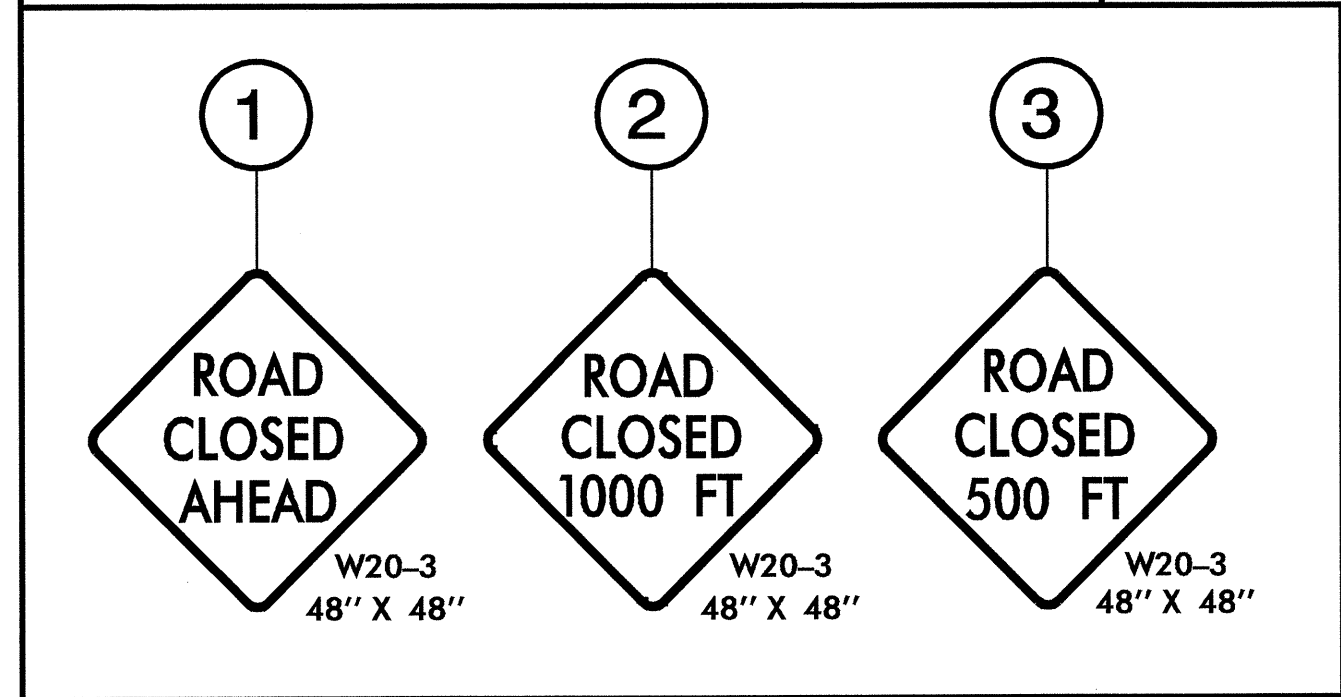 1
2
3
ROAD
CLOSED
AHEAD
W20–3
48" X 48"
ROAD
CLOSED
1000 FT
W20–3
48" X 48"
ROAD
CLOSED
500 FT
W20–3
48" X 48"